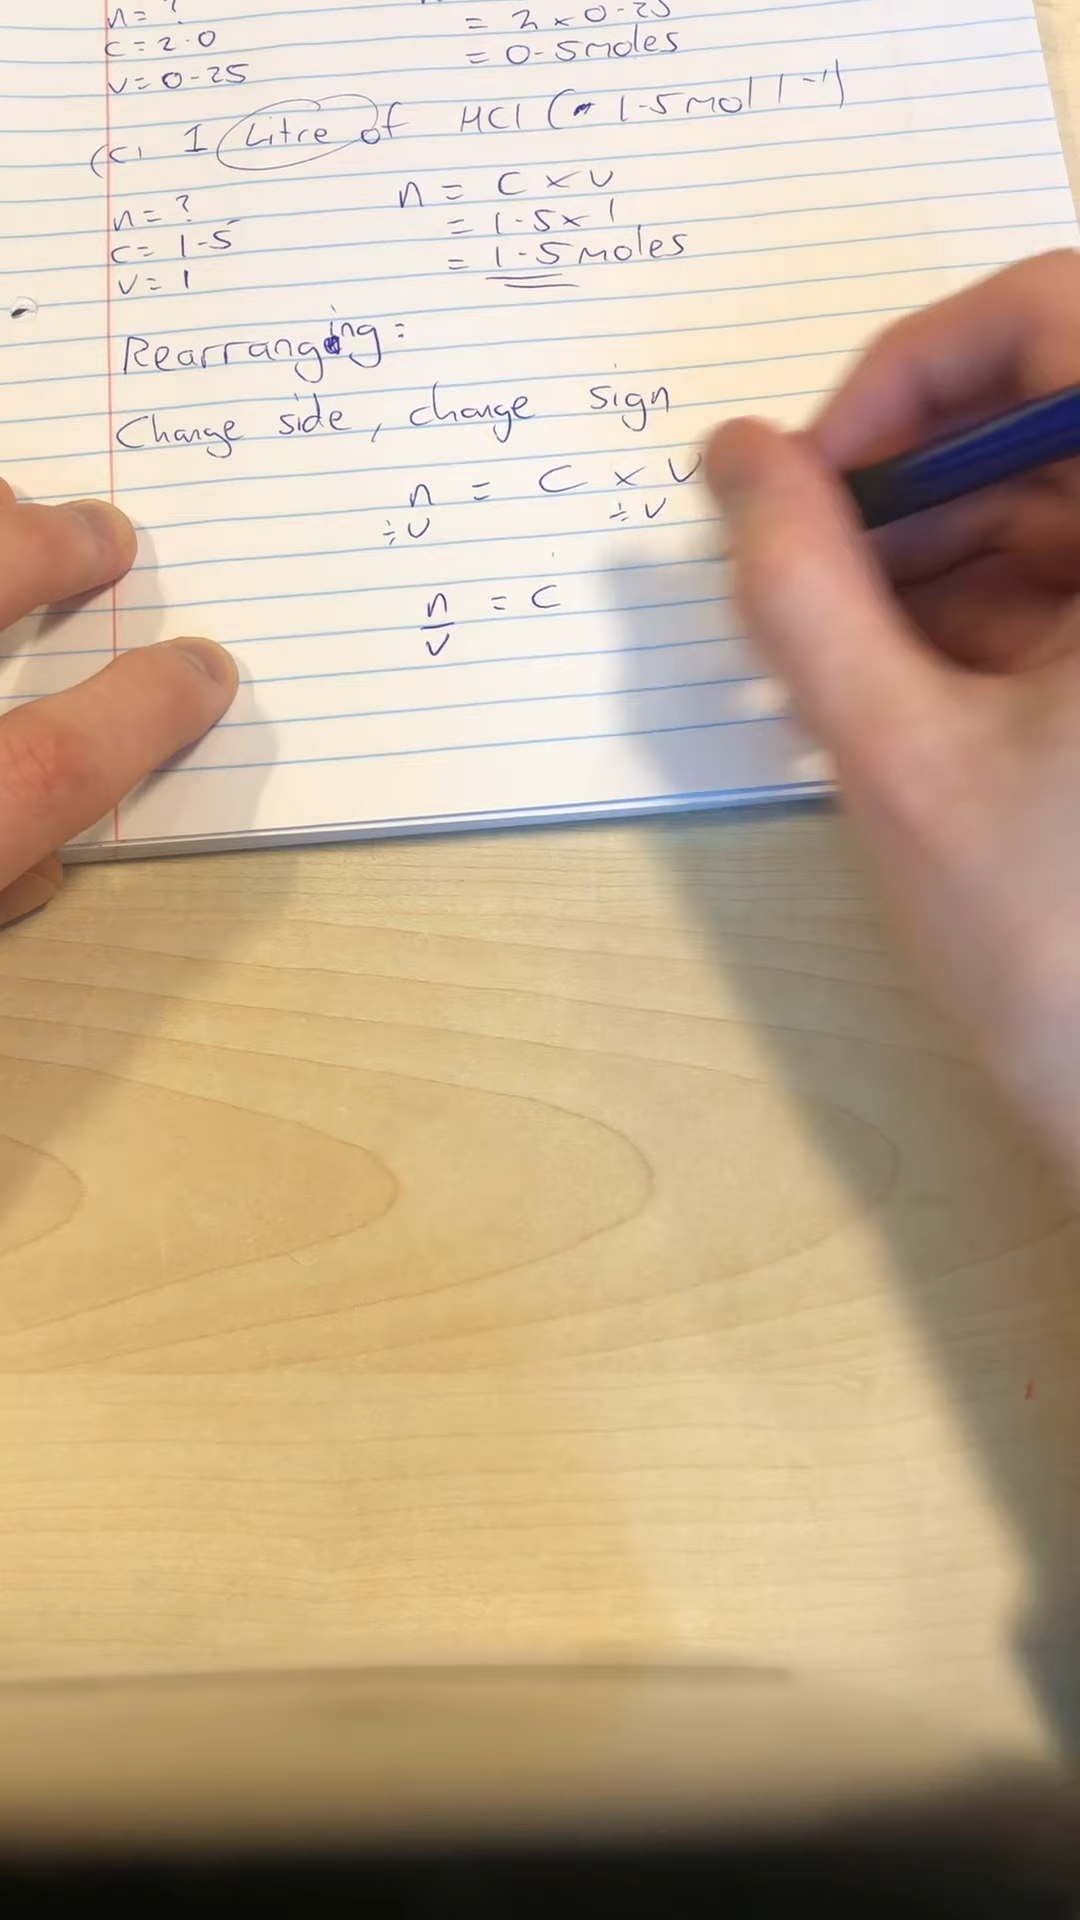 n = ?
= 2 x 0.25
c = 2.0
= 0.5 moles
v = 0.25
(c) 1 Litre of HCl (1.5 mol l⁻¹)
n = ?
n = c x v
c = 1.5
= 1.5 x 1
v = 1
= 1.5 moles
Rearranging:
Change side, change sign
n = c x v
÷v ÷v
n/v = c